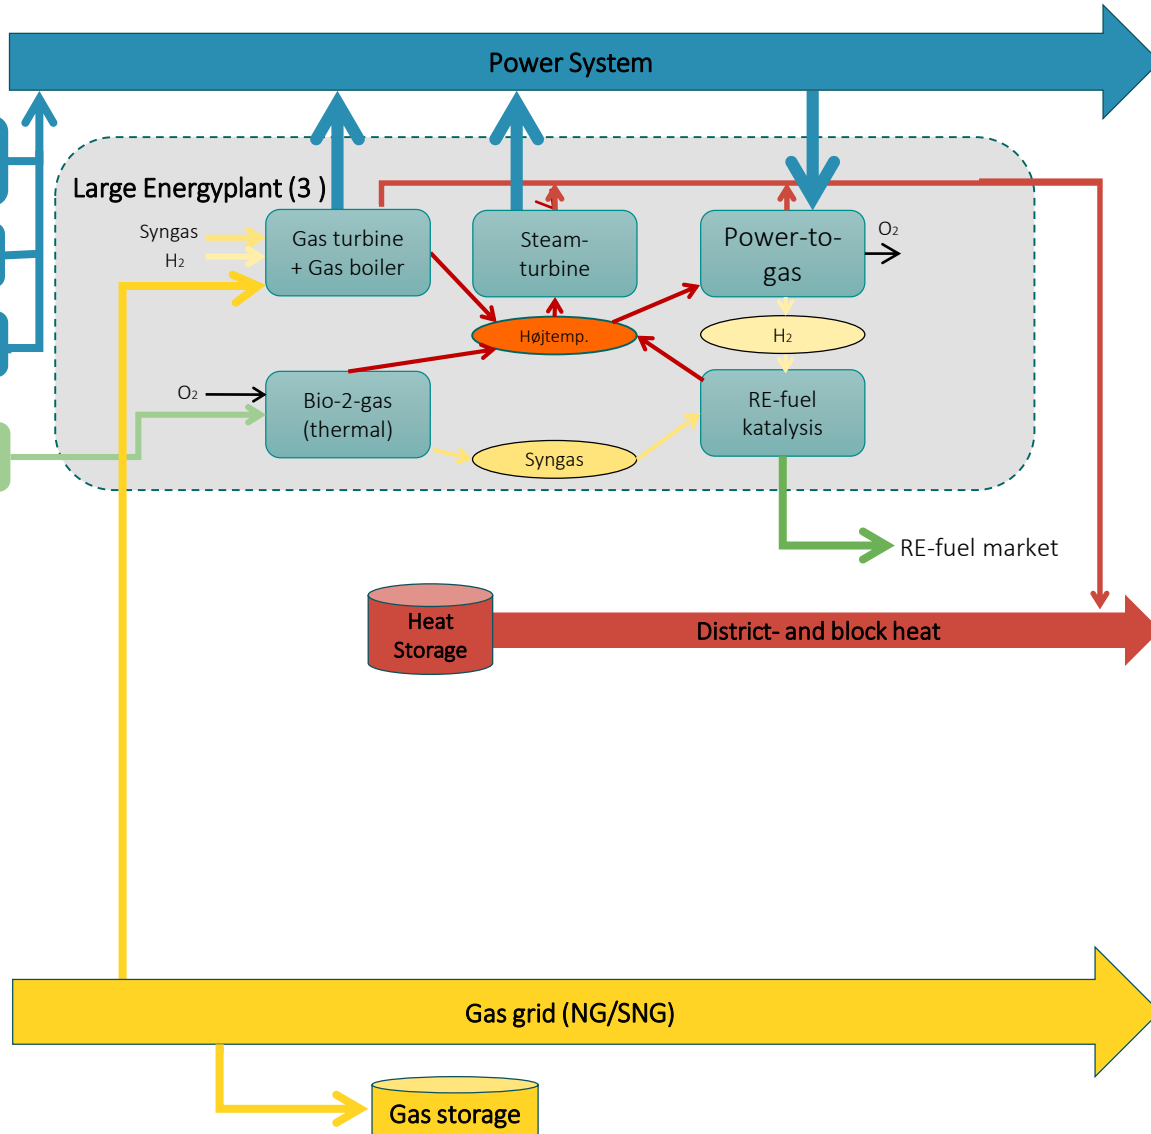 Power System
Large Energyplant (3 )
Syngas
H2
Gas turbine
+ Gas boiler
Steam-
turbine
Power-to-
gas
O2
Højtemp.
H2
O2
Bio-2-gas
(thermal)
Syngas
RE-fuel
katalysis
RE-fuel market
Heat
Storage
District- and block heat
Gas grid (NG/SNG)
Gas storage